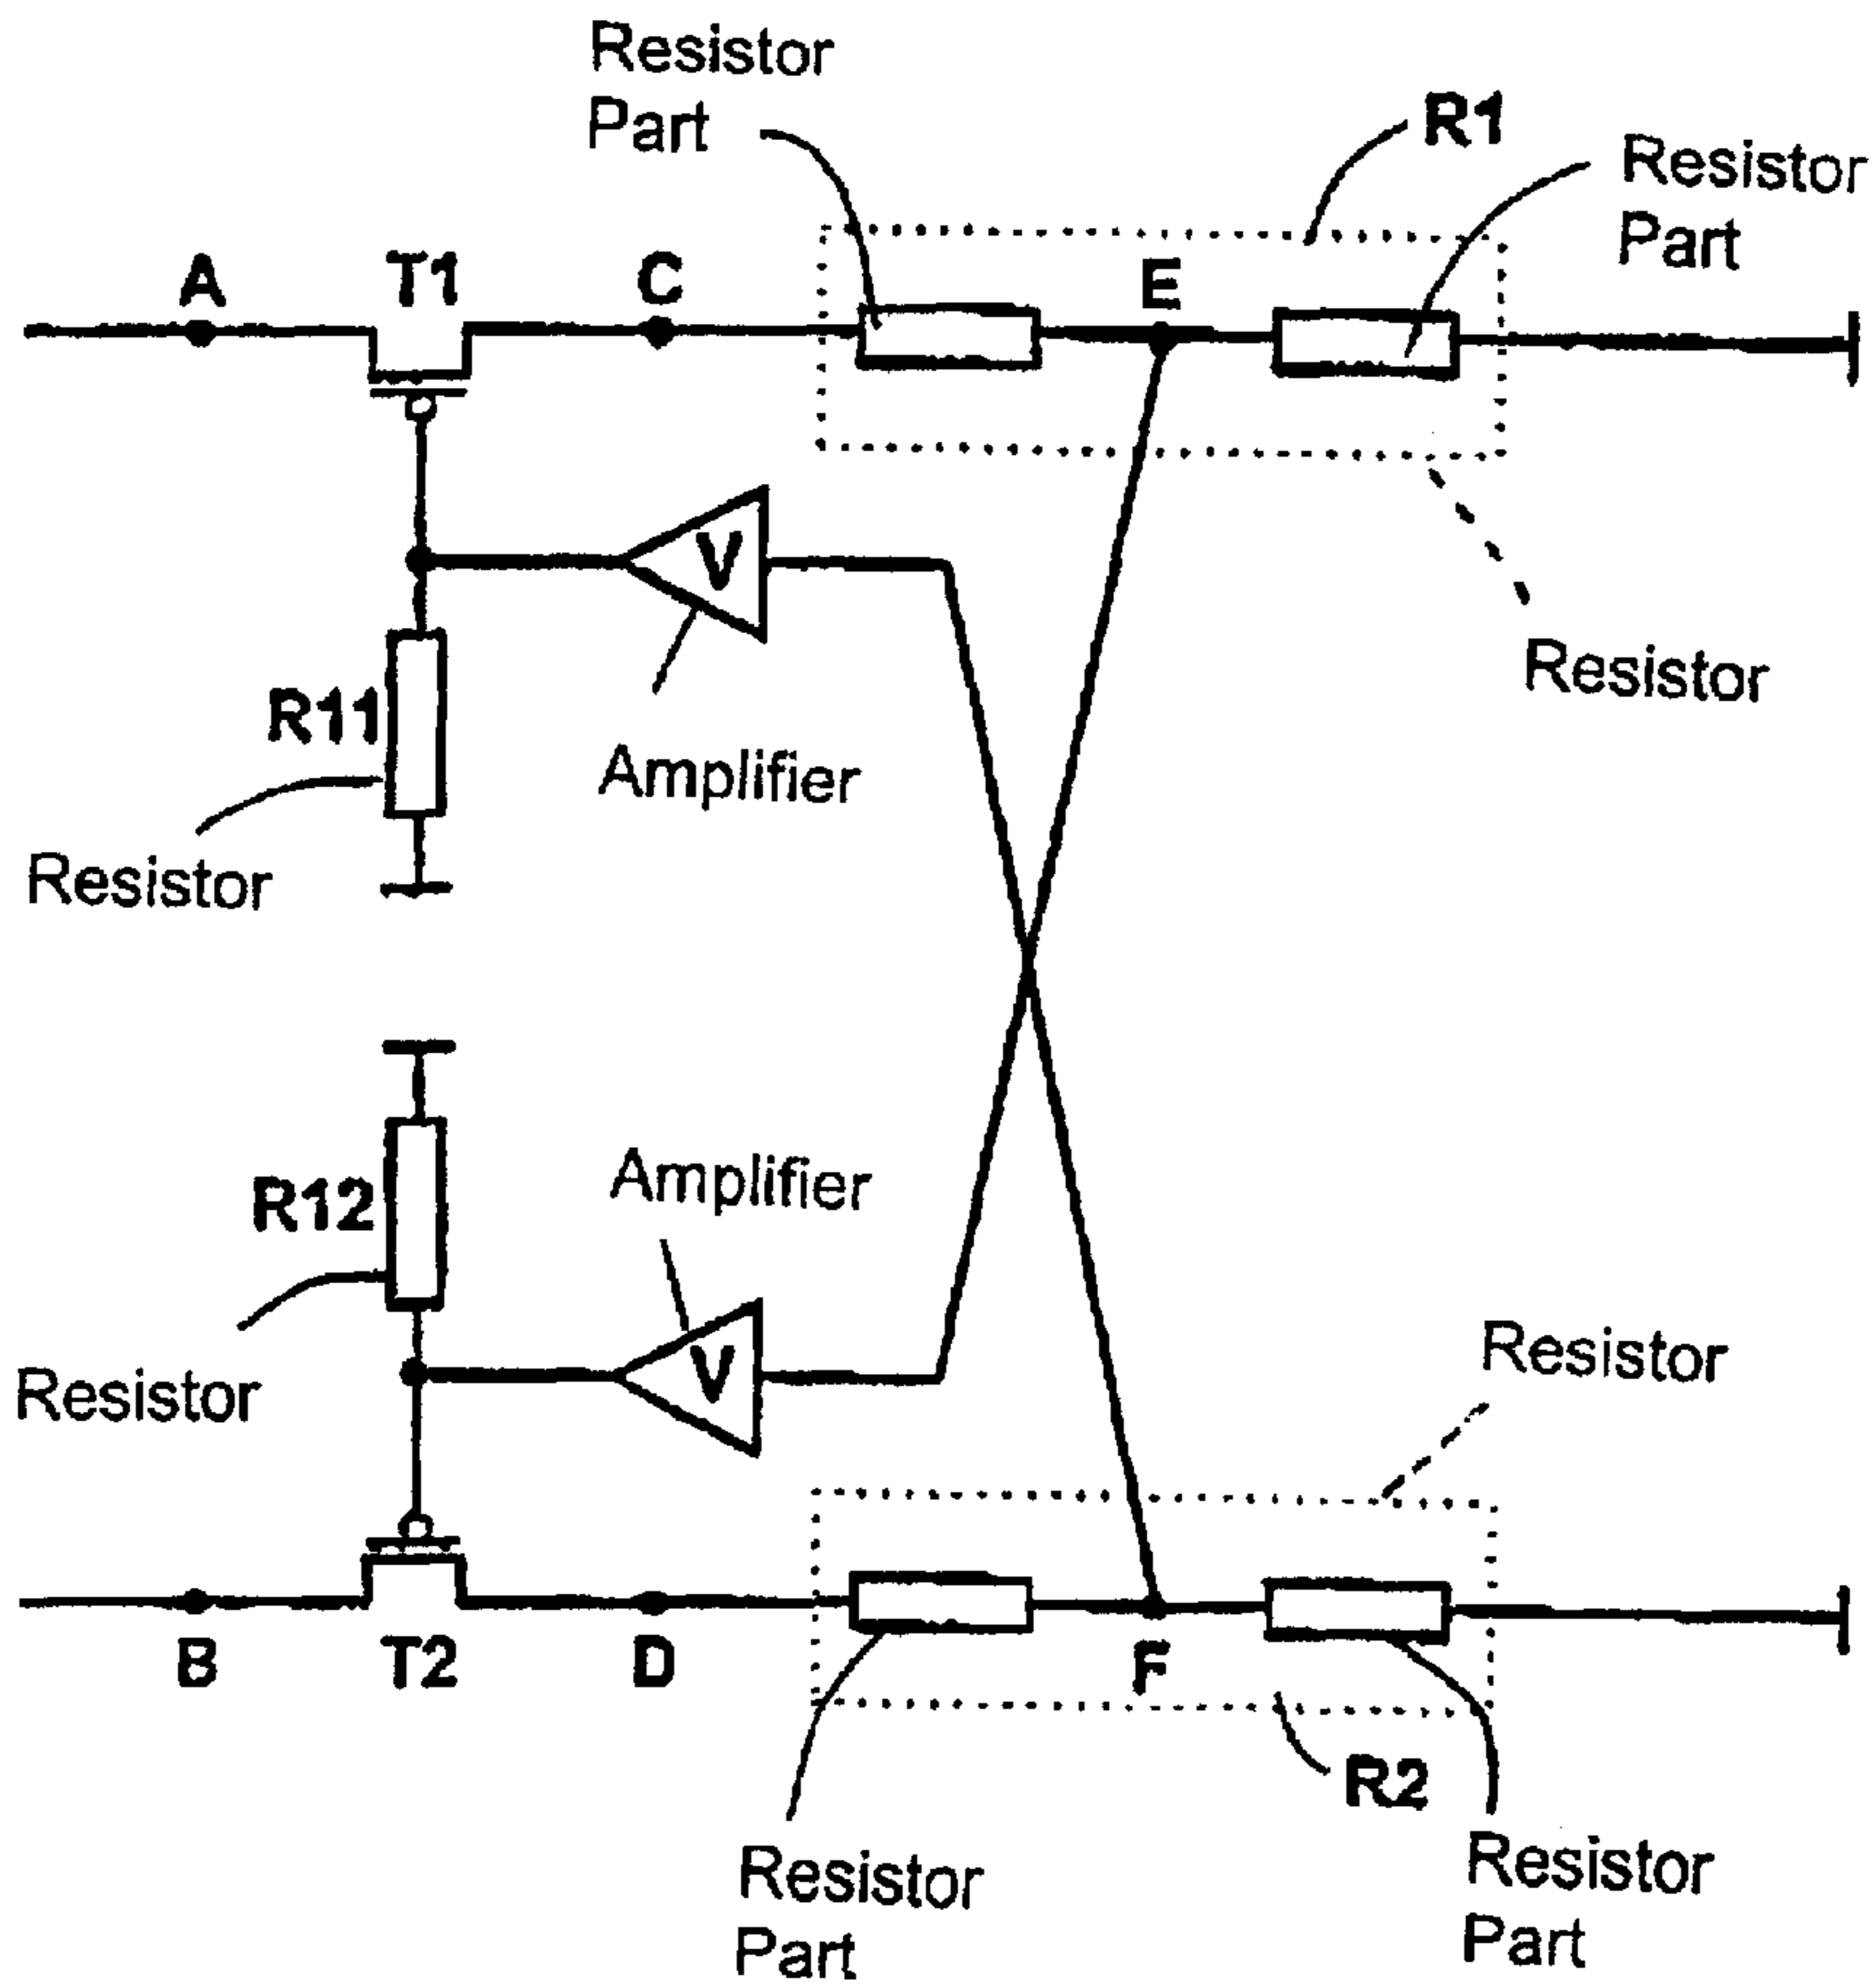 Resistor
Part
R1
Resistor
Part
A
T1
C
E
V
R11
Amplifier
Resistor
Resistor
R12
Amplifier
Resistor
V
Resistor
B
T2
D
F
R2
Resistor
Part
Resistor
Part